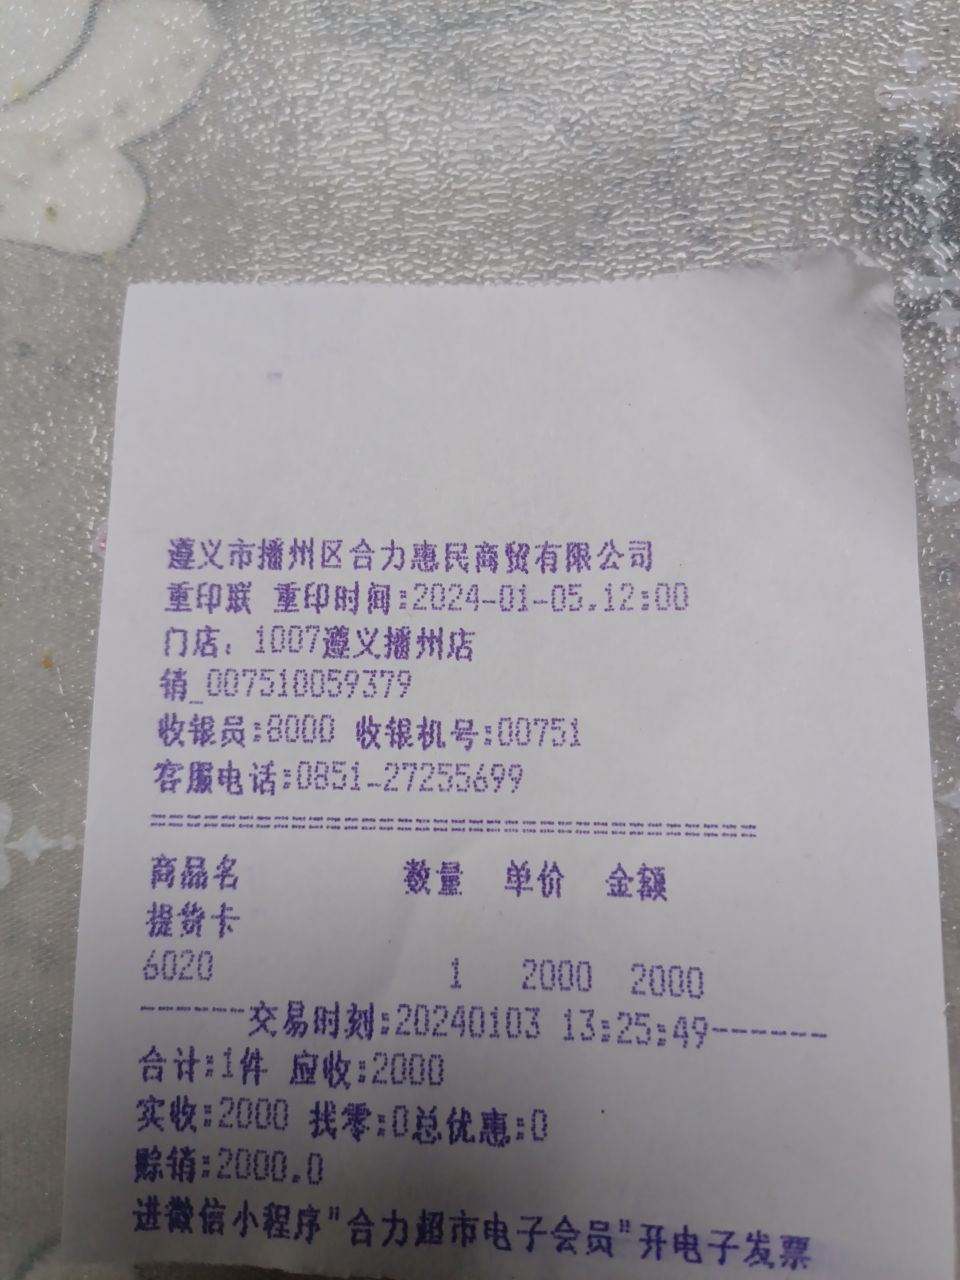 遵义市播州区合力惠民商贸有限公司
重印联 重印时间:2024-01-05.12:00
门店: 1007遵义播州店
销_007510059379
收银员:8000 收银机号:00751
客服电话:0851-27255699
商品名 数量 单价 金额
提货卡
6020 1 2000 2000
------交易时刻:20240103 13:25:49------
合计:1件 应收:2000
实收:2000 找零:0总优惠:0
赊销:2000.0
进微信小程序"合力超市电子会员"开电子发票